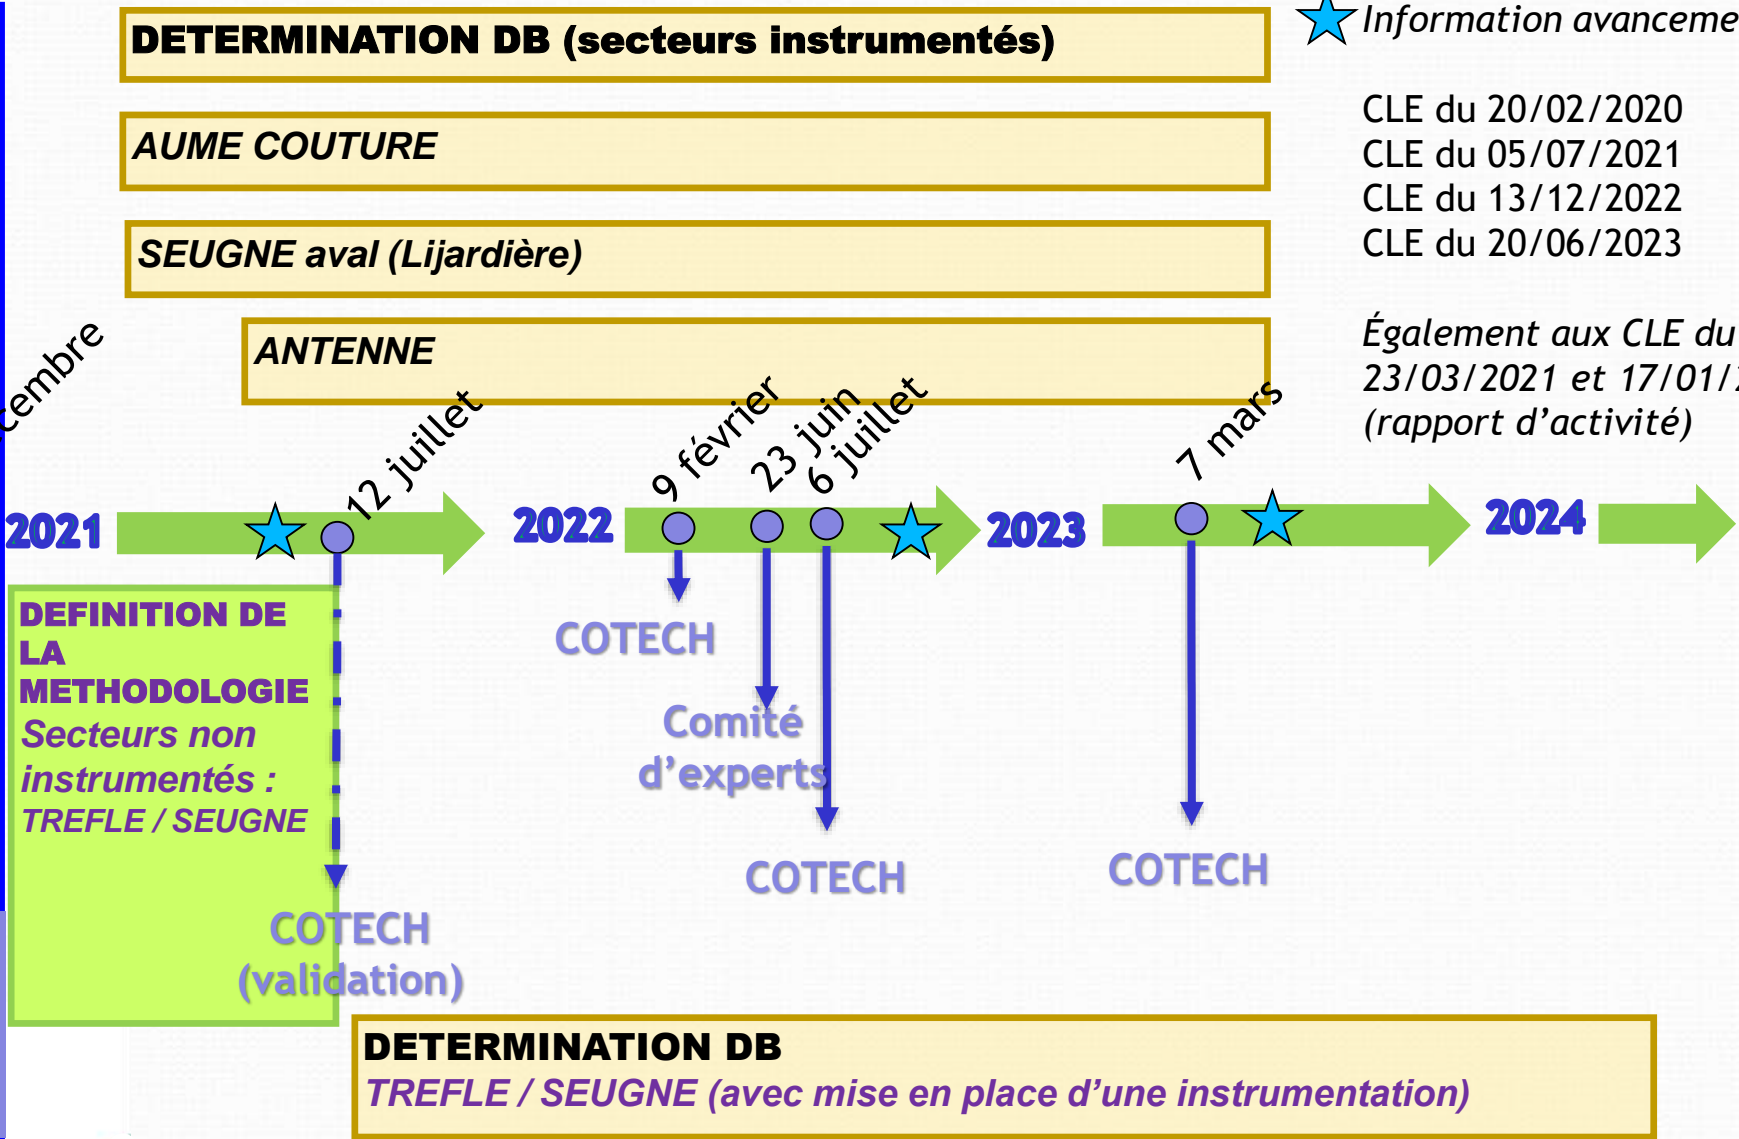 DETERMINATION DB (secteurs instrumentés)
AUME COUTURE
SEUGNE aval (Lijardière)
ANTENNE
Information
CLE du 20/02/2020
CLE du 05/07/2021
CLE du 13/12/2022
CLE du 20/06/2023
Également aux CLE du
23/03/2021 et
(rapport d’activité)
12 juillet
9 février
23 juin
6 juillet
7 mars
2021
2022
2023
2024
DEFINITION DE
LA
METHODOLOGIE
Secteurs non
instrumentés :
TREFLE / SEUGNE
COTECH
(validation)
COTECH
Comité
d’experts
COTECH
COTECH
DETERMINATION DB
TREFLE / SEUGNE (avec mise en place d’une instrumentation)